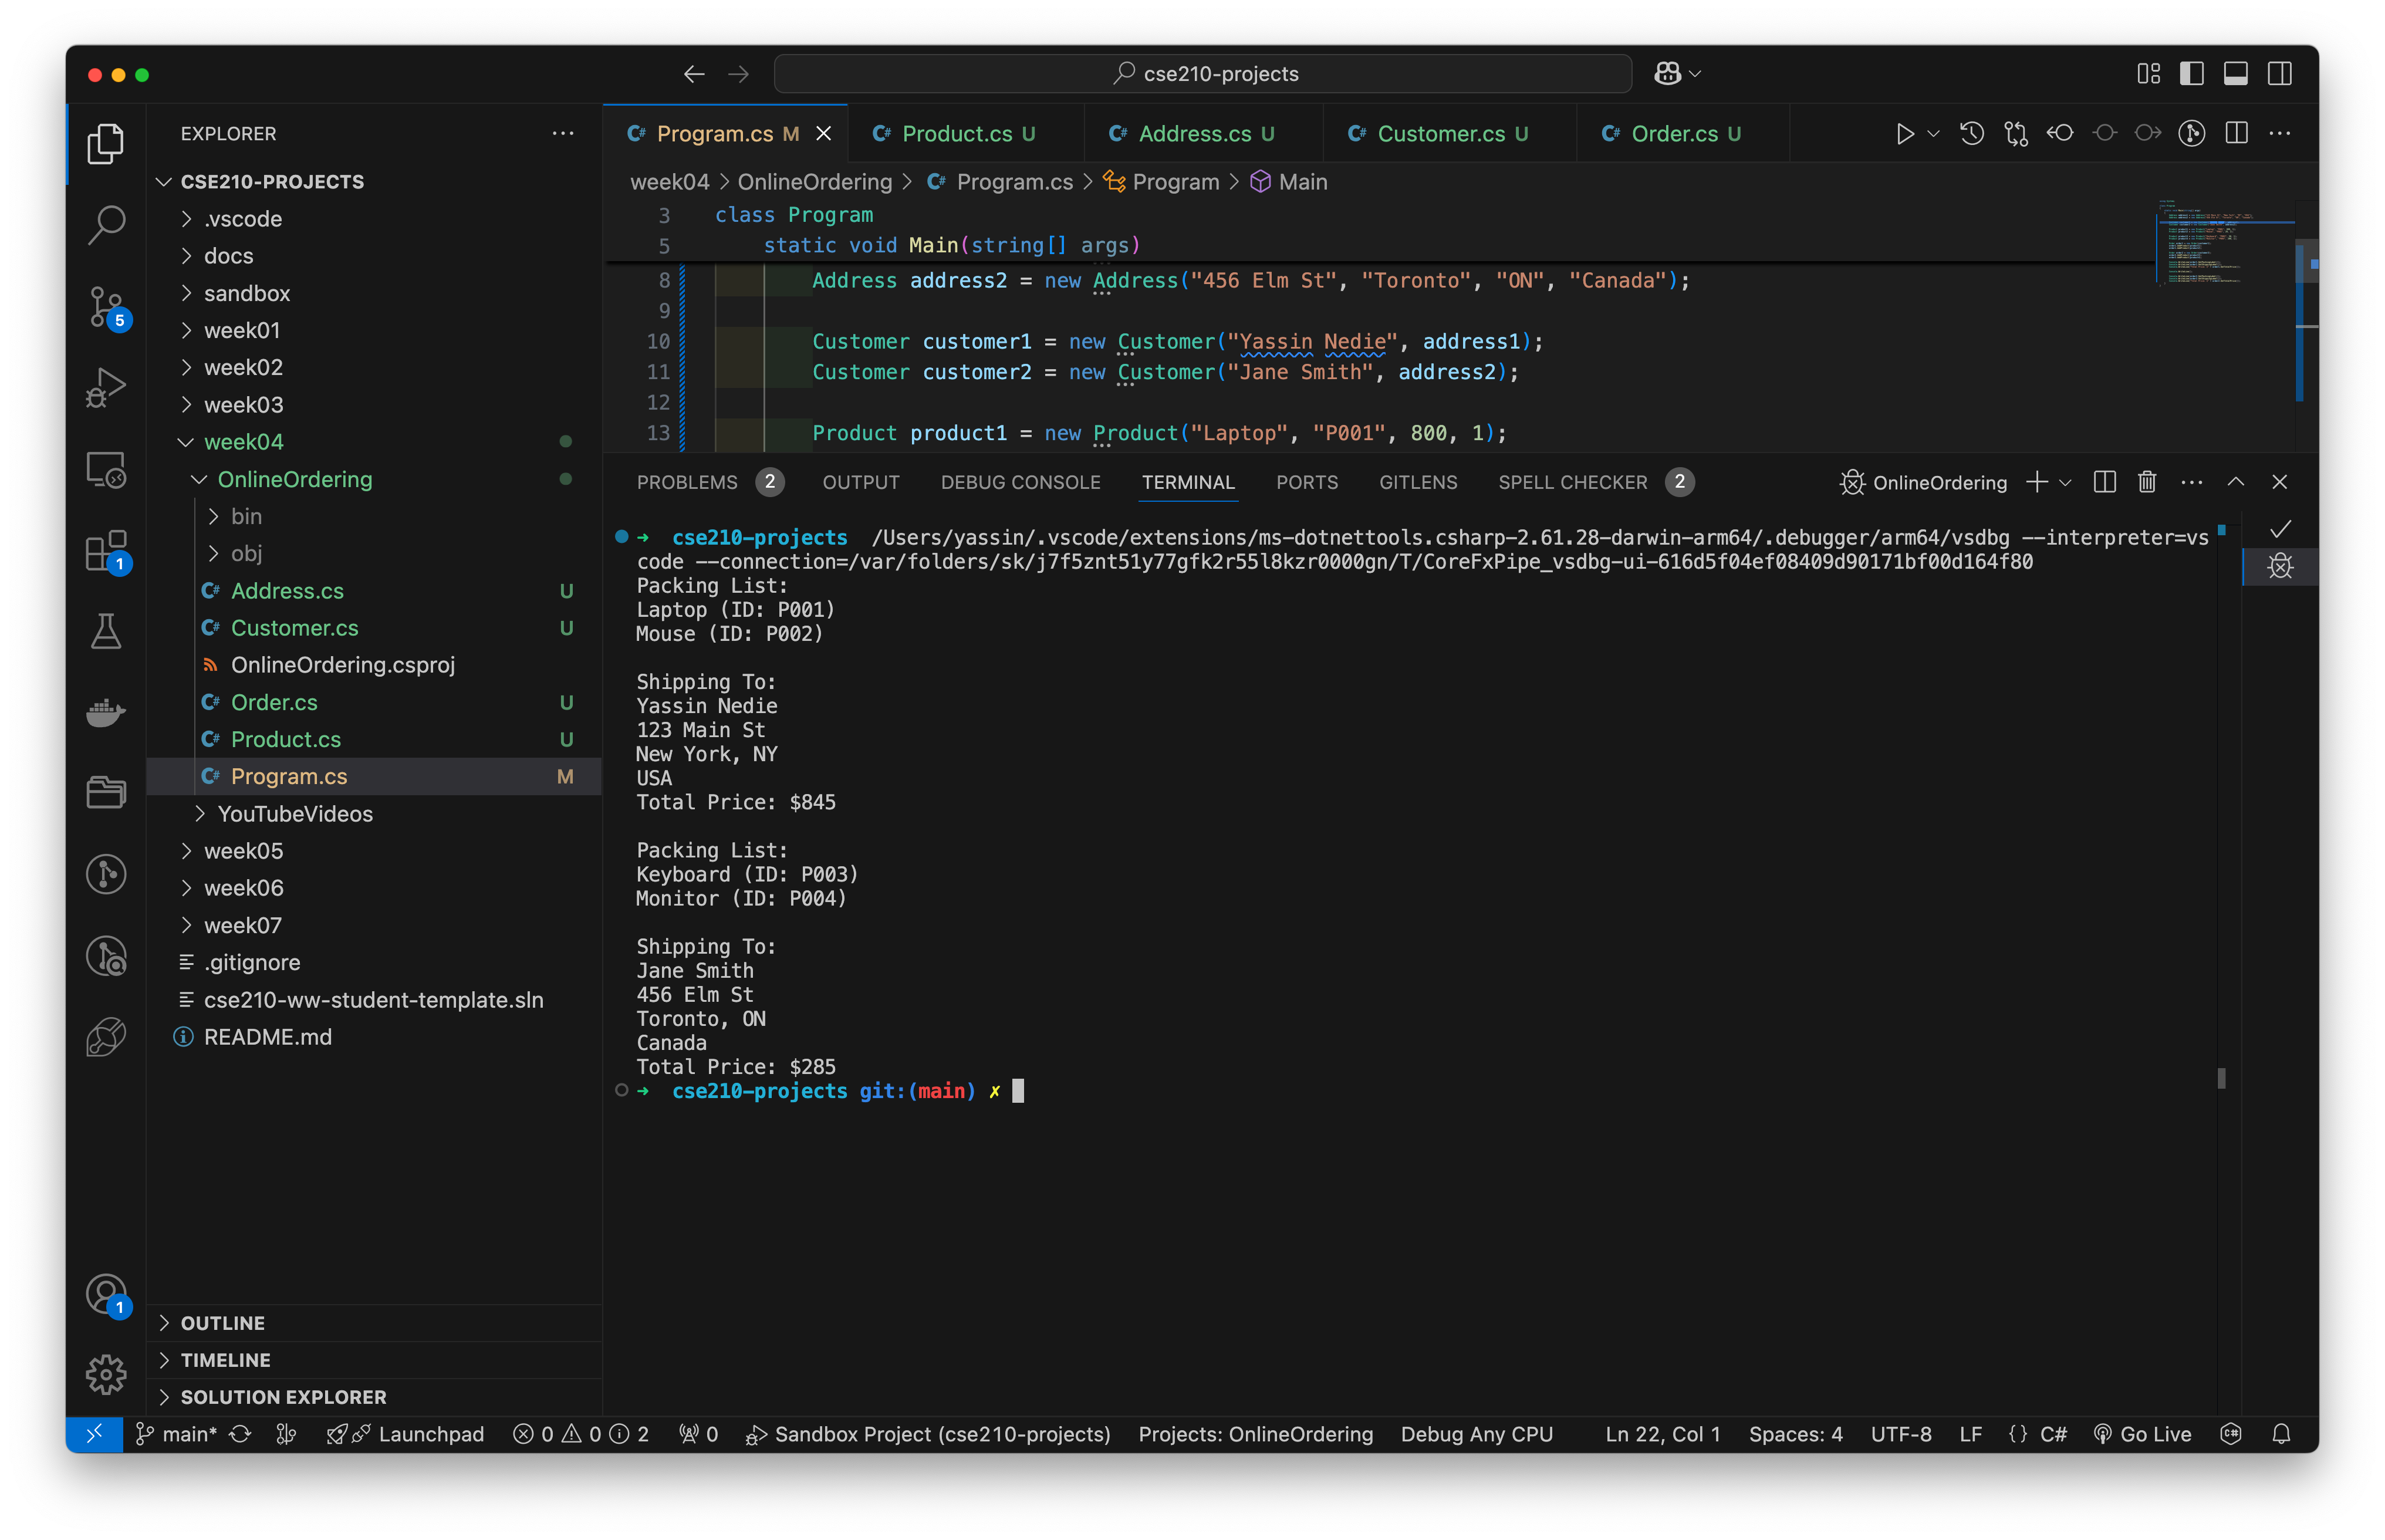 cse210-projects
EXPLORER
CSE210-PROJECTS
.vscode
docs
sandbox
week01
week02
week03
week04
OnlineOrdering
bin
obj
C# Address.cs U
C# Customer.cs U
OnlineOrdering.csproj
C# Order.cs U
C# Product.cs U
C# Program.cs M
YouTubeVideos
week05
week06
week07
.gitignore
cse210-ww-student-template.sln
README.md
OUTLINE
TIMELINE
SOLUTION EXPLORER
5
1
1
C# Program.cs M C# Product.cs U C# Address.cs U C# Customer.cs U C# Order.cs U
week04 > OnlineOrdering > C# Program.cs > Program > Main
3 class Program
5 static void Main(string[] args)
8 Address address2 = new Address("456 Elm St", "Toronto", "ON", "Canada");
9
10 Customer customer1 = new Customer("Yassin Nedie", address1);
11 Customer customer2 = new Customer("Jane Smith", address2);
12
13 Product product1 = new Product("Laptop", "P001", 800, 1);
PROBLEMS 2 OUTPUT DEBUG CONSOLE TERMINAL PORTS GITLENS SPELL CHECKER 2 OnlineOrdering
➜ cse210-projects /Users/yassin/.vscode/extensions/ms-dotnettools.csharp-2.61.28-darwin-arm64/.debugger/arm64/vsdbg --interpreter=vs
code --connection=/var/folders/sk/j7f5znt51y77gfk2r55l8kzr0000gn/T/CoreFxPipe_vsdbg-ui-616d5f04ef08409d90171bf00d164f80
Packing List:
Laptop (ID: P001)
Mouse (ID: P002)
Shipping To:
Yassin Nedie
123 Main St
New York, NY
USA
Total Price: $845
Packing List:
Keyboard (ID: P003)
Monitor (ID: P004)
Shipping To:
Jane Smith
456 Elm St
Toronto, ON
Canada
Total Price: $285
➜ cse210-projects git:(main) ✗
main* Launchpad 0 0 2 0 Sandbox Project (cse210-projects) Projects: OnlineOrdering Debug Any CPU Ln 22, Col 1 Spaces: 4 UTF-8 LF {} C# Go Live